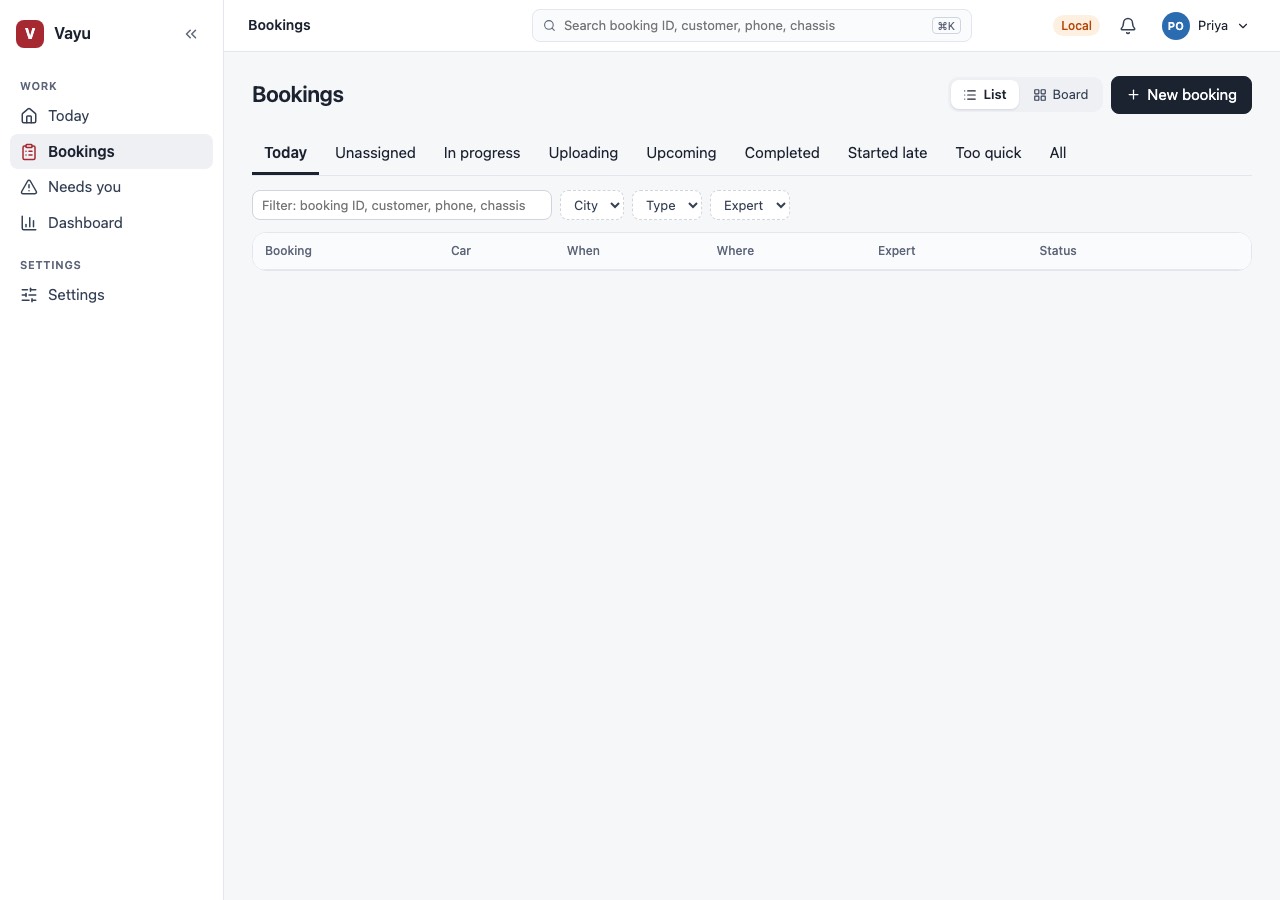 V Vayu
WORK
Today
Bookings
Needs you
Dashboard
SETTINGS
Settings
Bookings
Search booking ID, customer, phone, chassis ⌘K
Local
PO Priya
Bookings
List Board
+ New booking
Today Unassigned In progress Uploading Upcoming Completed Started late Too quick All
Filter: booking ID, customer, phone, chassis City Type Expert
Booking Car When Where Expert Status